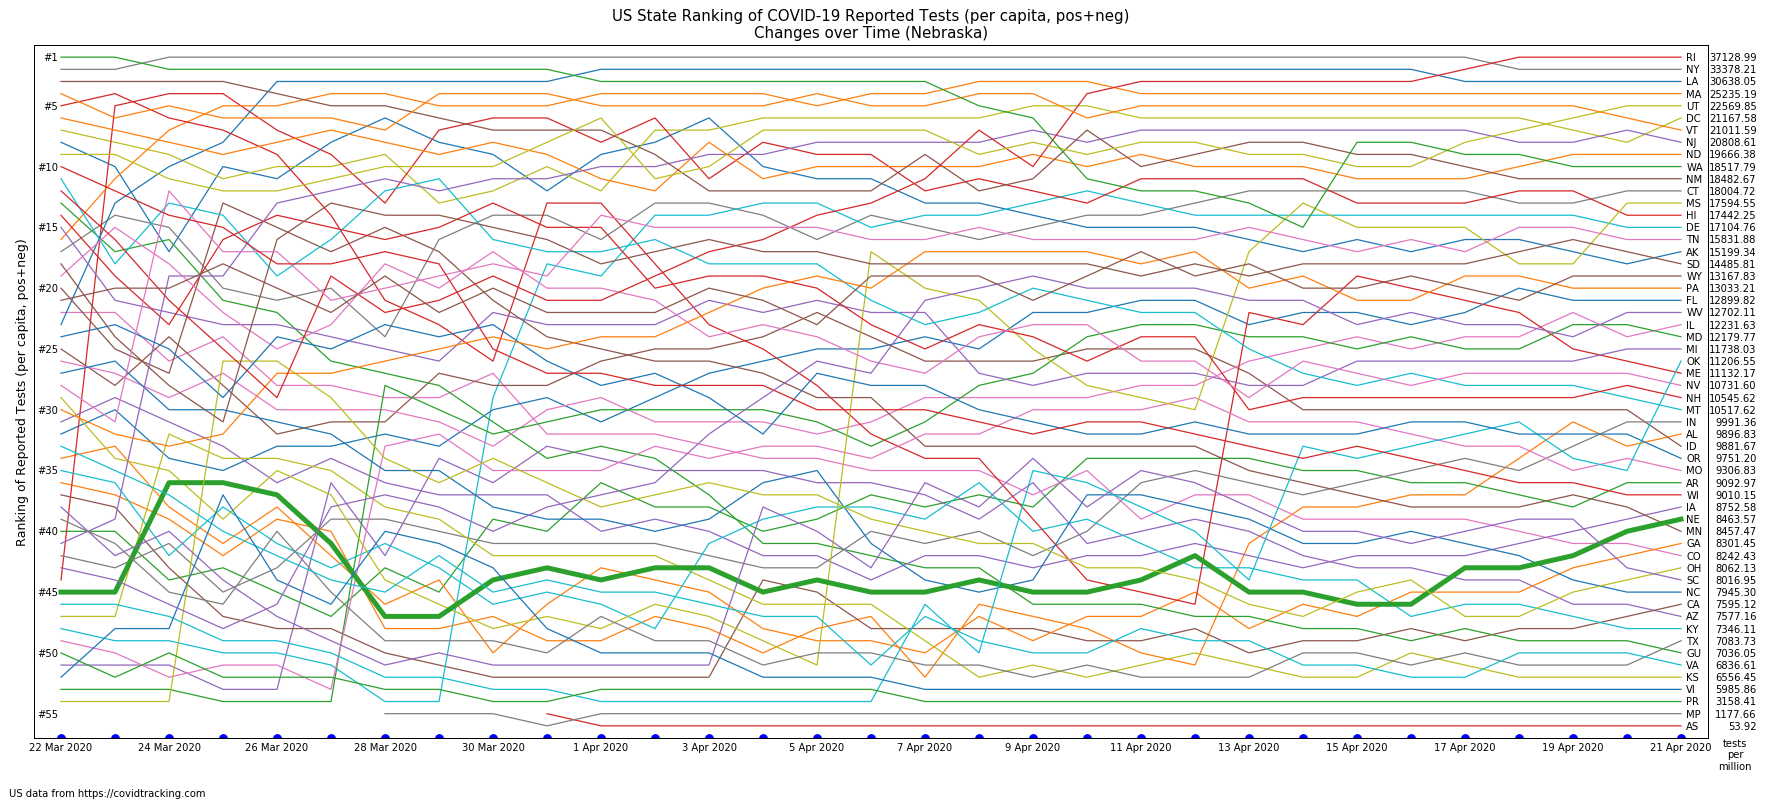 US State Ranking of COVID-19 Reported Tests (per capita, pos+neg)
Changes over Time (Nebraska)
Ranking of Reported Tests (per capita, pos+neg)
#1
#5
#10
#15
#20
#25
#30
#35
#40
#45
#50
#55
RI 37128.99
NY 33378.21
LA 30638.05
MA 25235.19
UT 22569.85
DC 21167.58
VT 21011.59
NJ 20808.61
ND 19666.38
WA 18517.79
NM 18482.67
CT 18004.72
MS 17594.55
HI 17442.25
DE 17104.76
TN 15831.88
AK 15199.34
SD 14485.81
WY 13167.83
PA 13033.21
FL 12899.82
WV 12702.11
IL 12231.63
MD 12179.77
MI 11738.03
OK 11206.55
ME 11132.17
NV 10731.60
NH 10545.62
MT 10517.62
IN 9991.36
AL 9896.83
ID 9881.67
OR 9751.20
MO 9306.83
AR 9092.97
WI 9010.15
IA 8752.58
NE 8463.57
MN 8457.47
GA 8301.45
CO 8242.43
OH 8062.13
SC 8016.95
NC 7945.30
CA 7595.12
AZ 7577.16
KY 7346.11
TX 7083.73
GU 7036.05
VA 6836.61
KS 6556.45
VI 5985.86
PR 3158.41
MP 1177.66
AS 53.92
22 Mar 2020 24 Mar 2020 26 Mar 2020 28 Mar 2020 30 Mar 2020 1 Apr 2020 3 Apr 2020 5 Apr 2020 7 Apr 2020 9 Apr 2020 11 Apr 2020 13 Apr 2020 15 Apr 2020 17 Apr 2020 19 Apr 2020 21 Apr 2020
tests
per
million
US data from https://covidtracking.com